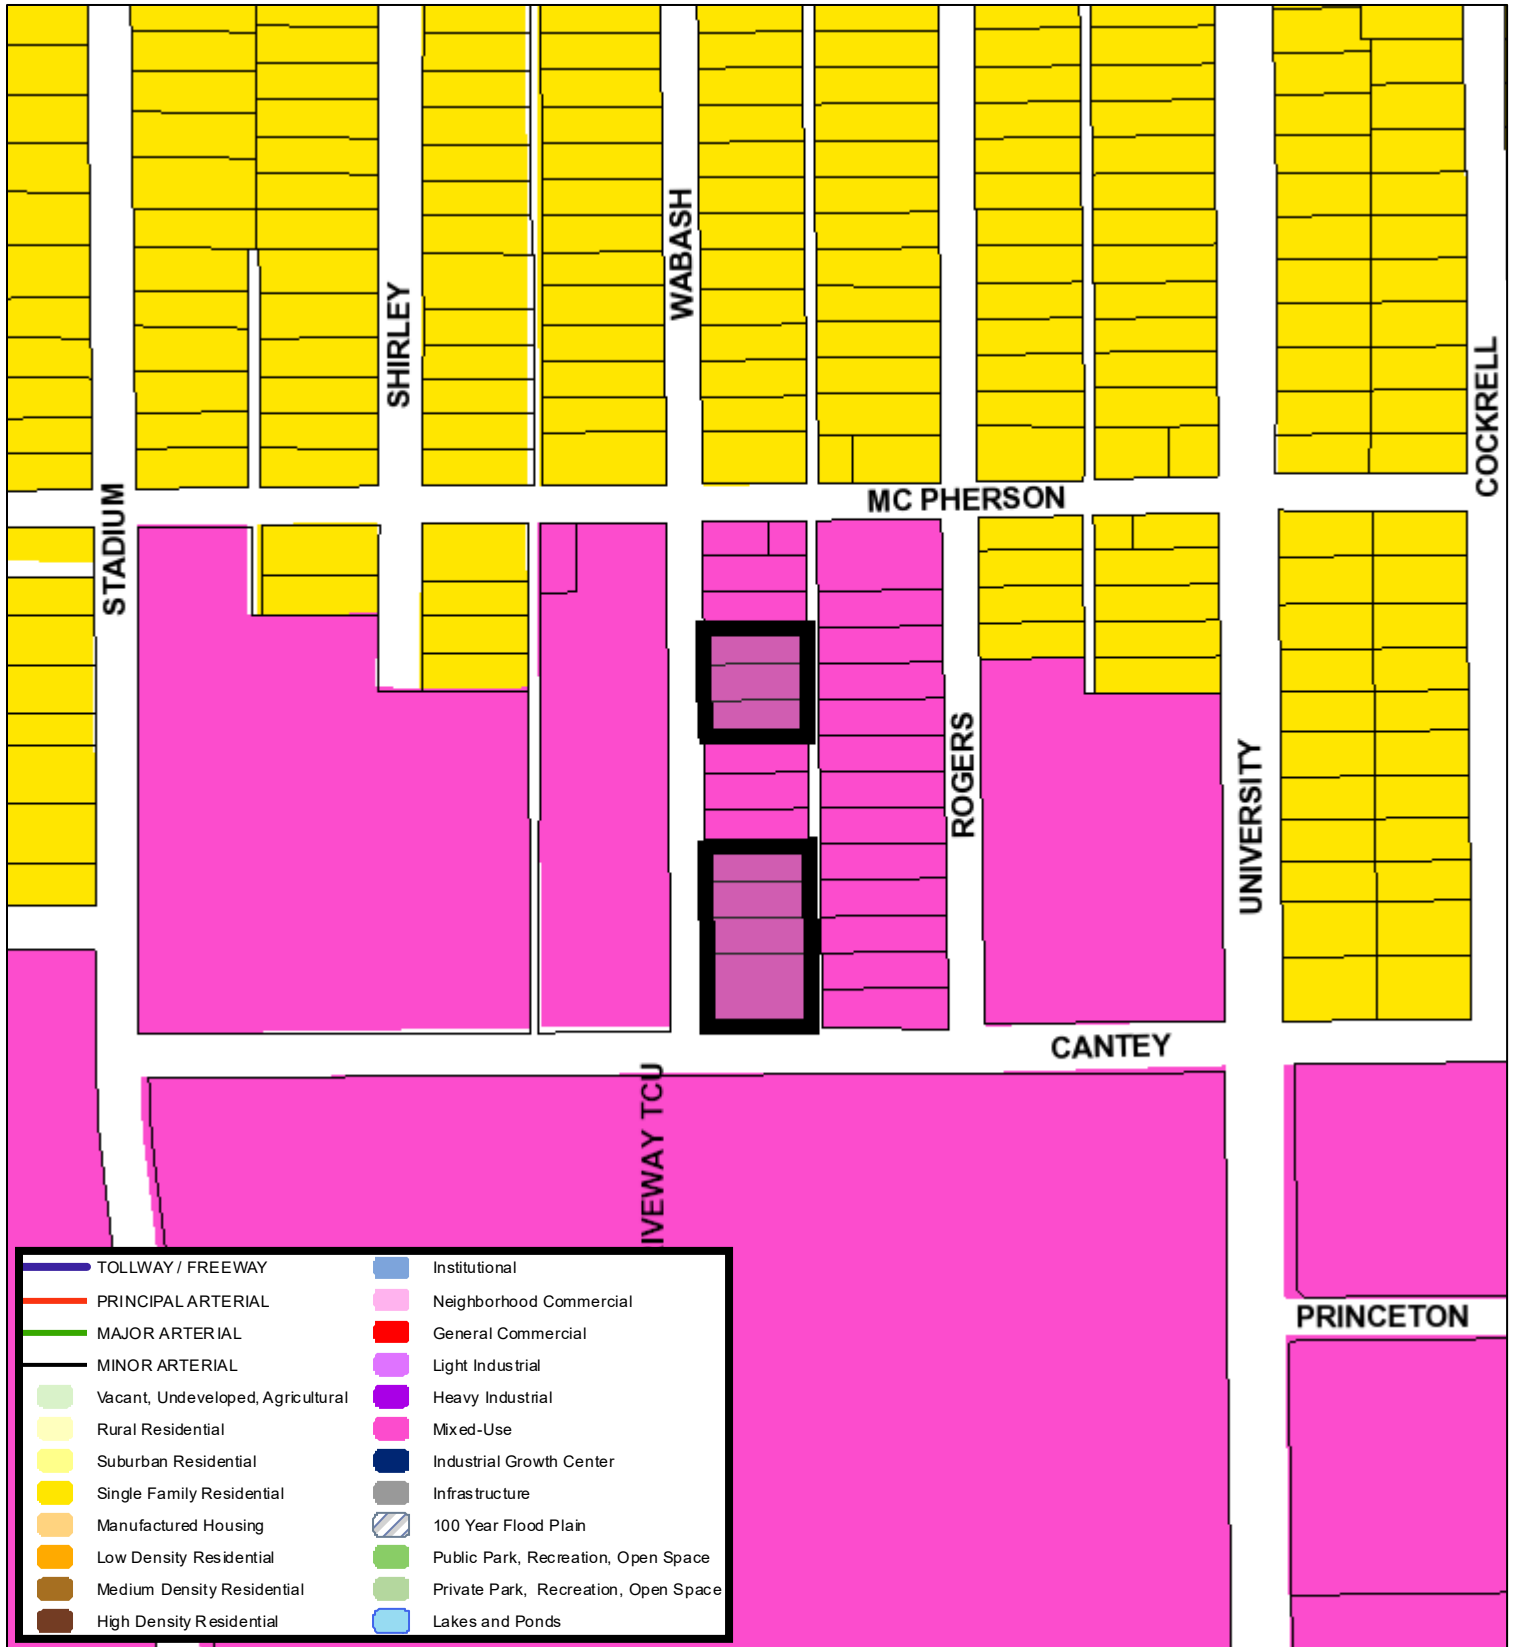 WABASH
SHIRLEY
COCKRELL
STADIUM
MC PHERSON
ROGERS
UNIVERSITY
CANTEY
IVEWAY TCU
PRINCETON
TOLLWAY / FREEWAY
PRINCIPAL ARTERIAL
MAJOR ARTERIAL
MINOR ARTERIAL
Vacant, Undeveloped, Agricultural
Rural Residential
Suburban Residential
Single Family Residential
Manufactured Housing
Low Density Residential
Medium Density Residential
High Density Residential
Institutional
Neighborhood Commercial
General Commercial
Light Industrial
Heavy Industrial
Mixed-Use
Industrial Growth Center
Infrastructure
100 Year Flood Plain
Public Park, Recreation, Open Space
Private Park, Recreation, Open Space
Lakes and Ponds